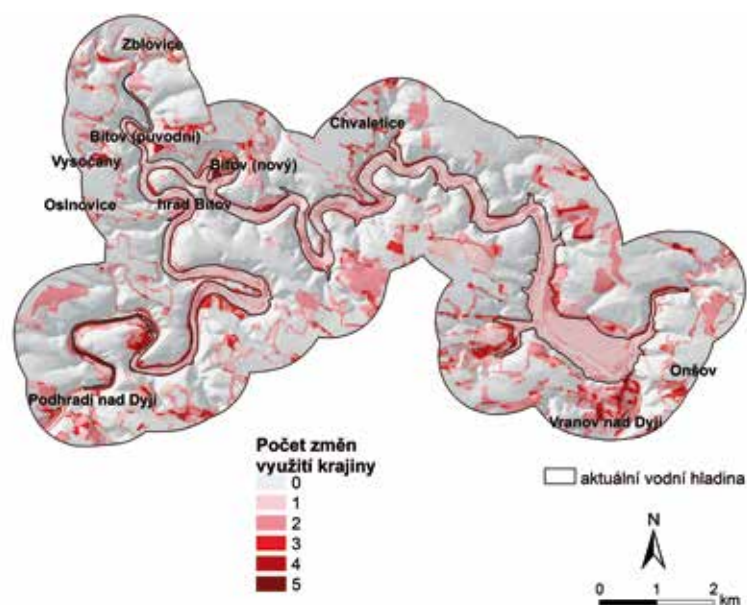 Zblovice
Chvaletice
Bítov (původní)
Vysočany
Bítov (nový)
Oslnovice
hrad Bítov
Onšov
Podhradí nad Dyjí
Vranov nad Dyjí
Počet změn
využití krajiny
0
1
2
3
4
5
aktuální vodní hladina
N
0 1 2
km